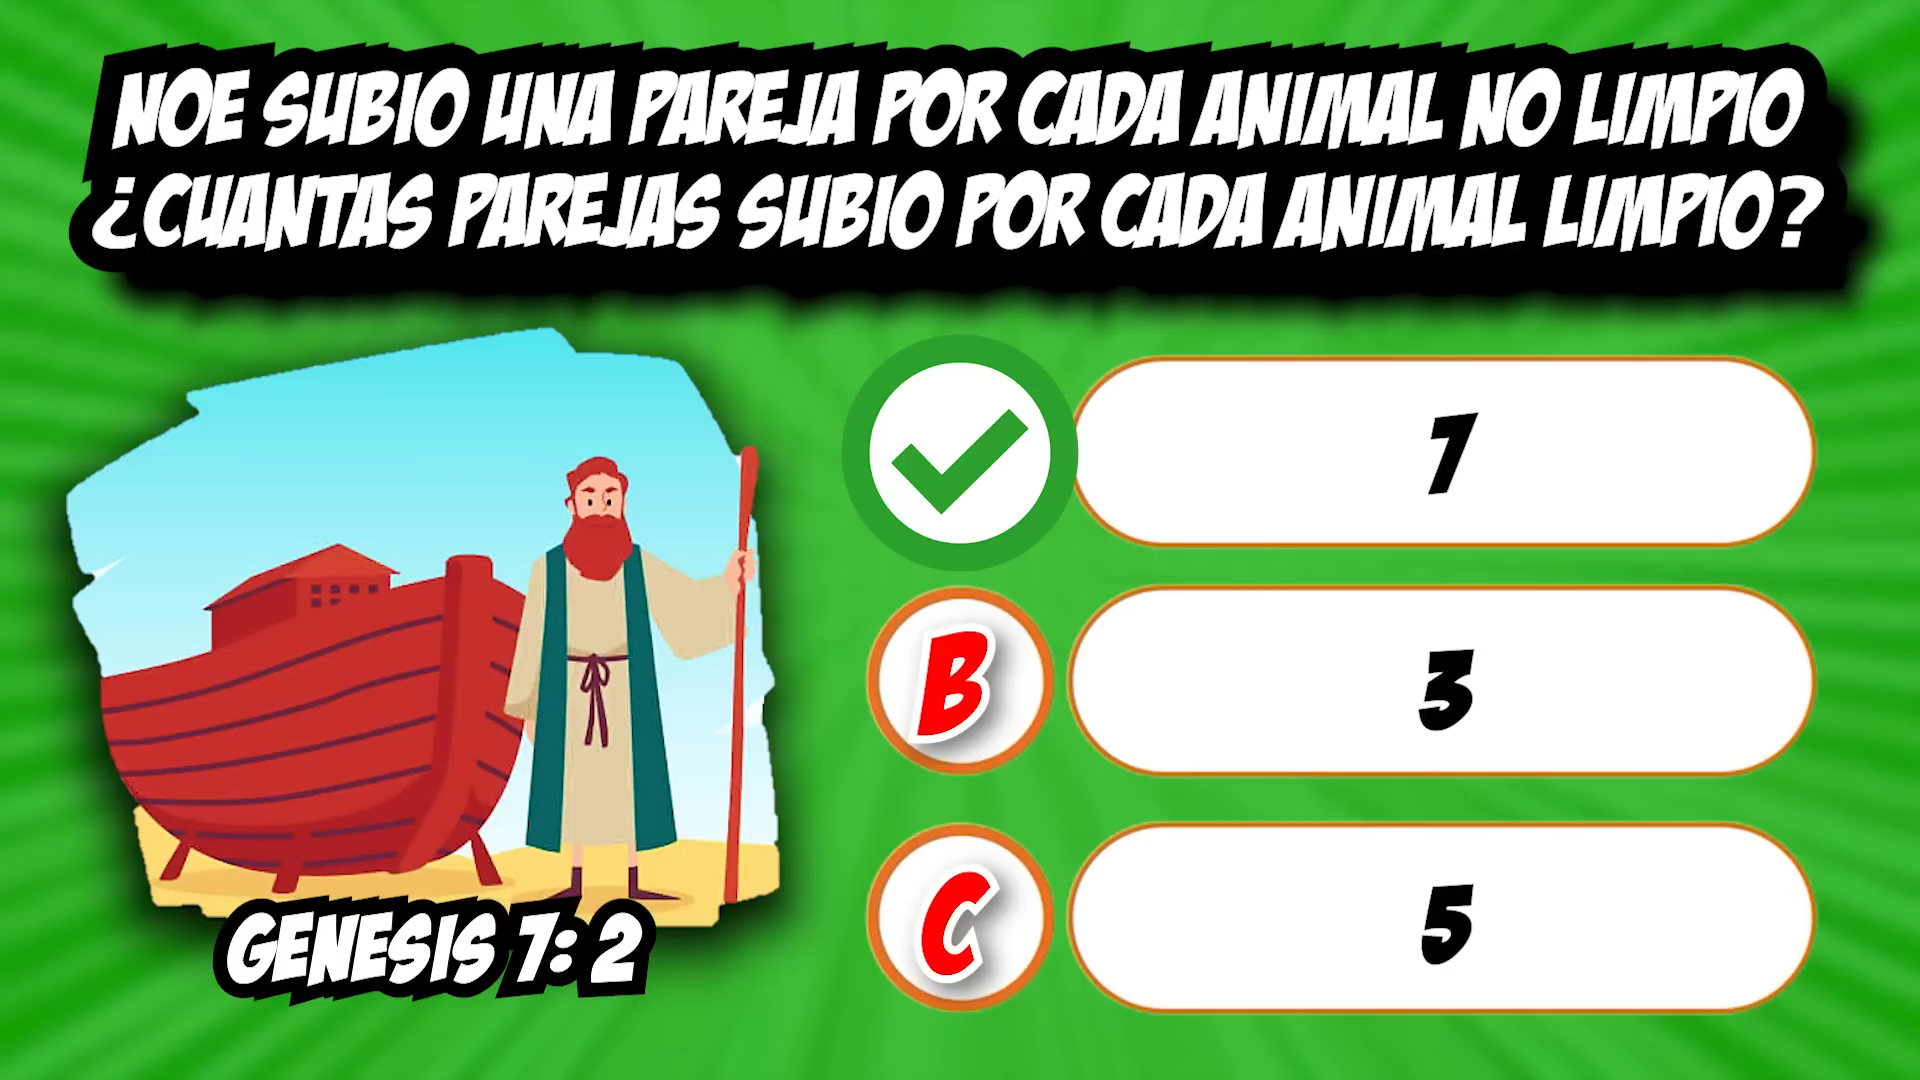 NOE SUBIO UNA PAREJA POR CADA ANIMAL NO LIMPIO
¿CUANTAS PAREJAS SUBIO POR CADA ANIMAL LIMPIO?
7
B
3
C
5
GENESIS 7: 2